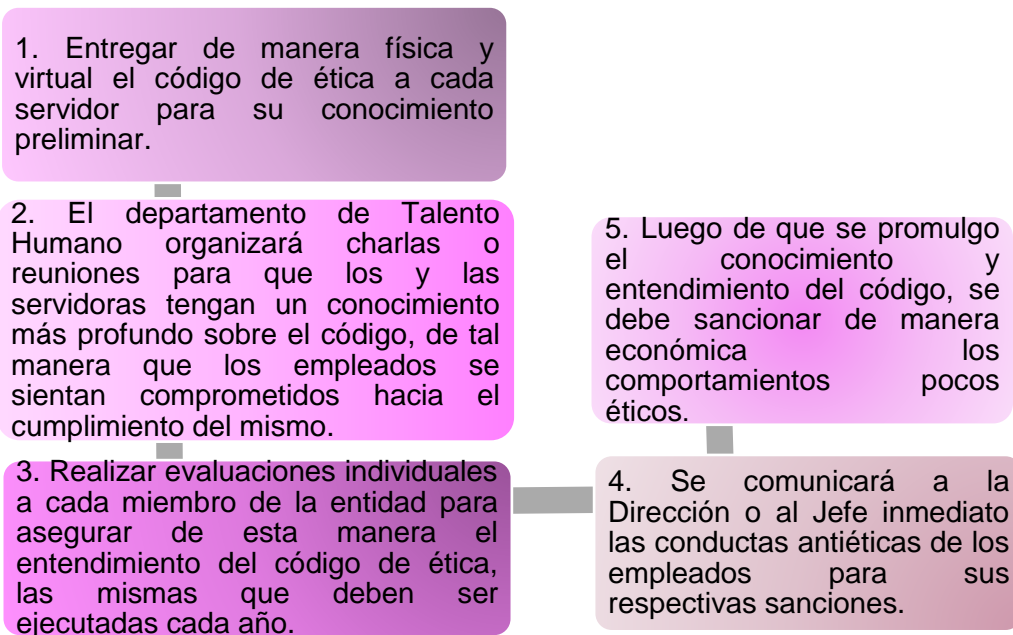 1. Entregar de manera física y
virtual el código de ética a cada
servidor para su conocimiento
preliminar.
2. El departamento de Talento
Humano organizará charlas o
reuniones para que los y las
servidoras tengan un conocimiento
más profundo sobre el código, de tal
manera que los empleados se
sientan comprometidos hacia el
cumplimiento del mismo.
3. Realizar evaluaciones individuales
a cada miembro de la entidad para
asegurar de esta manera el
entendimiento del código de ética,
las mismas que deben ser
ejecutadas cada año.
4. Se comunicará a la
Dirección o al Jefe inmediato
las conductas antiéticas de los
empleados para sus
respectivas sanciones.
5. Luego de que se promulgo
el conocimiento y
entendimiento del código, se
debe sancionar de manera
económica los
comportamientos pocos
éticos.